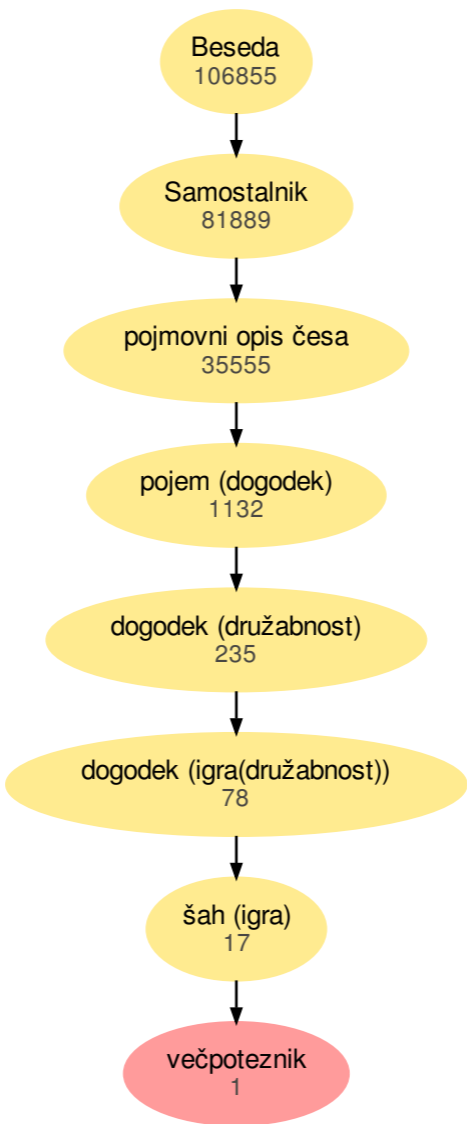 Beseda
106855
Samostalnik
81889
pojmovni opis česa
35555
pojem (dogodek)
1132
dogodek (družabnost)
235
dogodek (igra(družabnost))
78
šah (igra)
17
večpoteznik
1